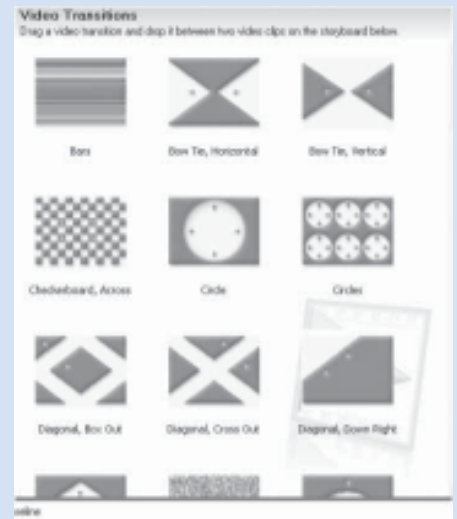 Video Transitions
Drag a video transition and drop it between two video clips on the storyboard below.
Bars
Bow Tie, Horizontal
Bow Tie, Vertical
Checkerboard, Across
Circle
Circles
Diagonal, Box Out
Diagonal, Cross Out
Diagonal, Down Right
eline